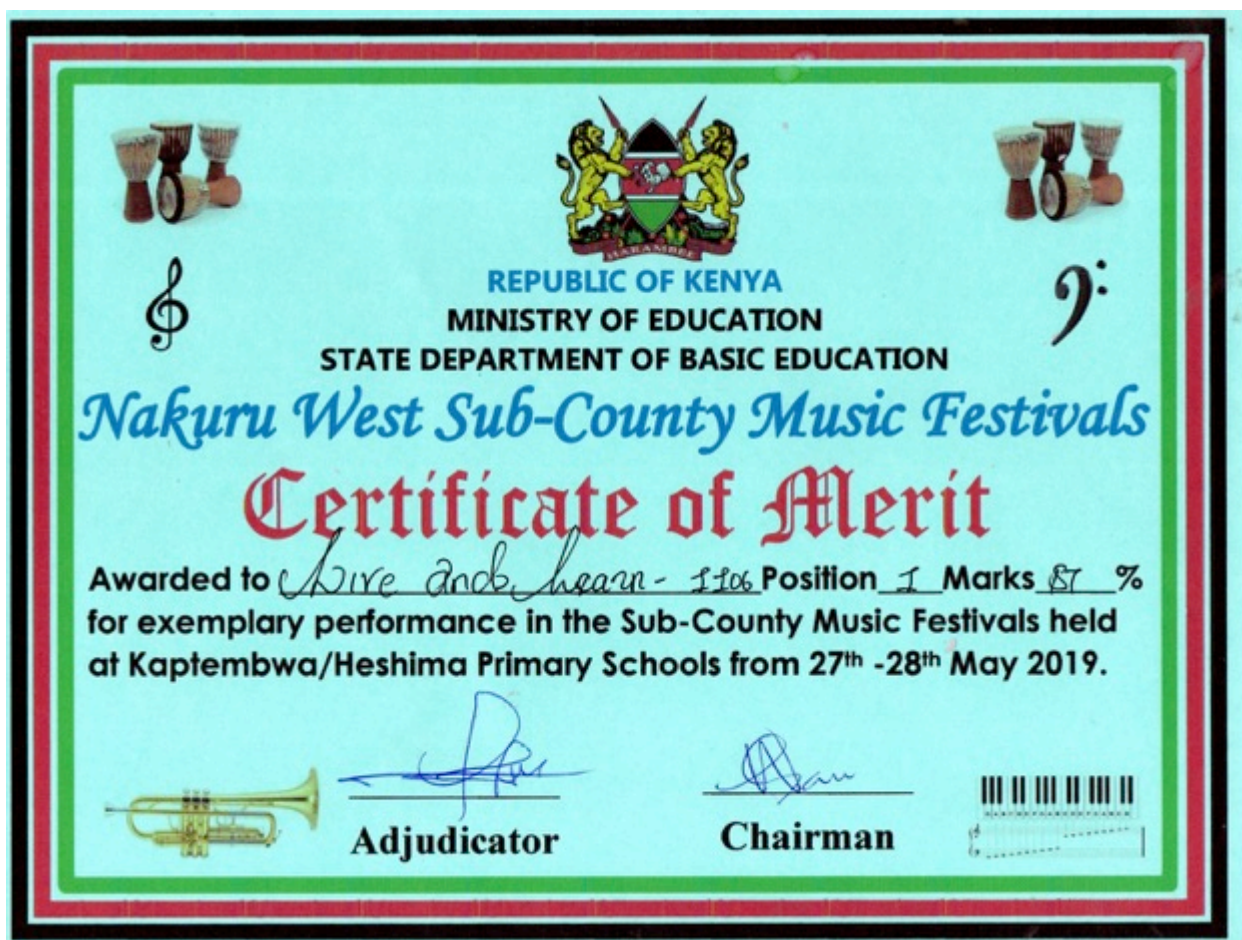 HARAMBEE
REPUBLIC OF KENYA
MINISTRY OF EDUCATION
STATE DEPARTMENT OF BASIC EDUCATION
Nakuru West Sub-County Music Festivals
Certificate of Merit
Awarded to Live and Learn - 1106 Position 1 Marks 87 %
for exemplary performance in the Sub-County Music Festivals held
at Kaptembwa/Heshima Primary Schools from 27th -28th May 2019.
Adjudicator
Chairman